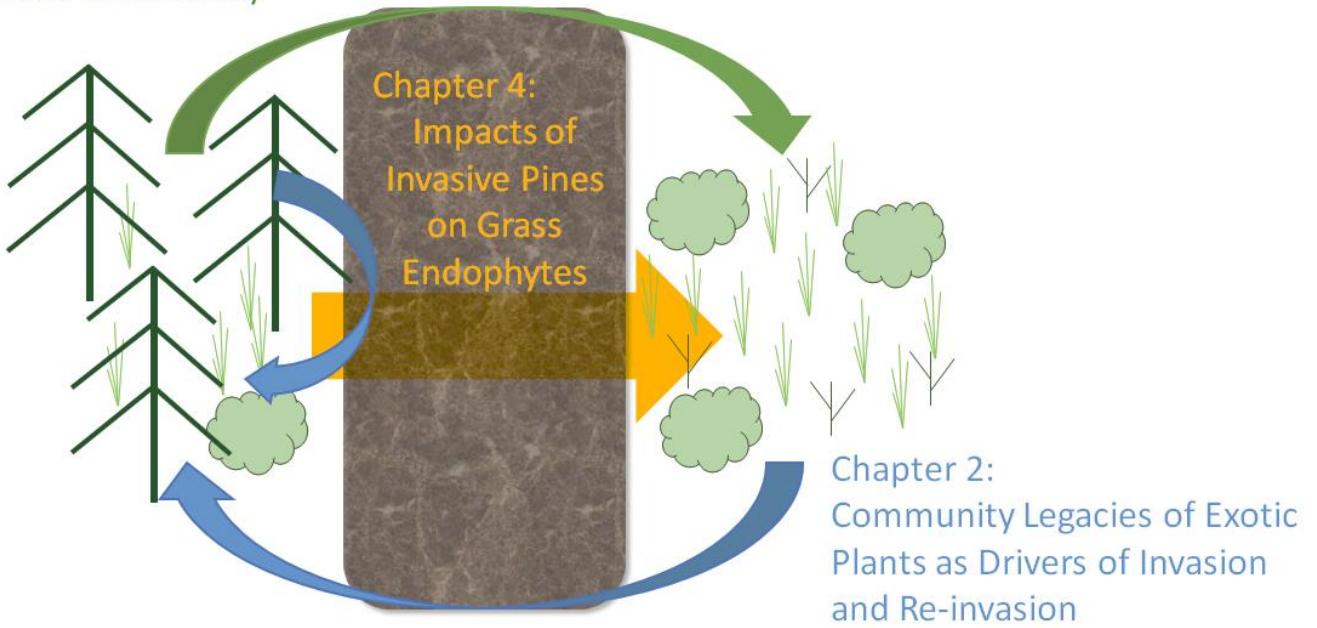 Chapter 4:
Impacts of
Invasive Pines
on Grass
Endophytes
Chapter 2:
Community Legacies of Exotic
Plants as Drivers of Invasion
and Re-invasion